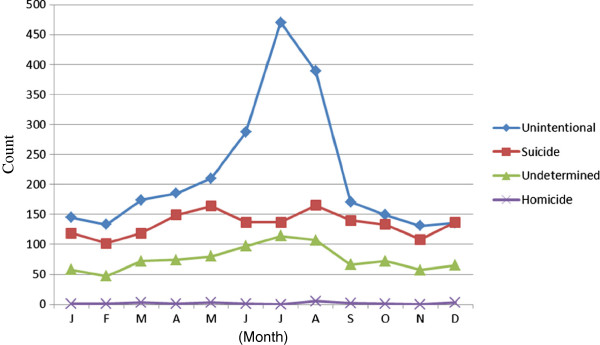 500
450
400
350
300
250
200
150
100
50
0
Count
J F M A M J J A S O N D
(Month)
Unintentional
Suicide
Undetermined
Homicide